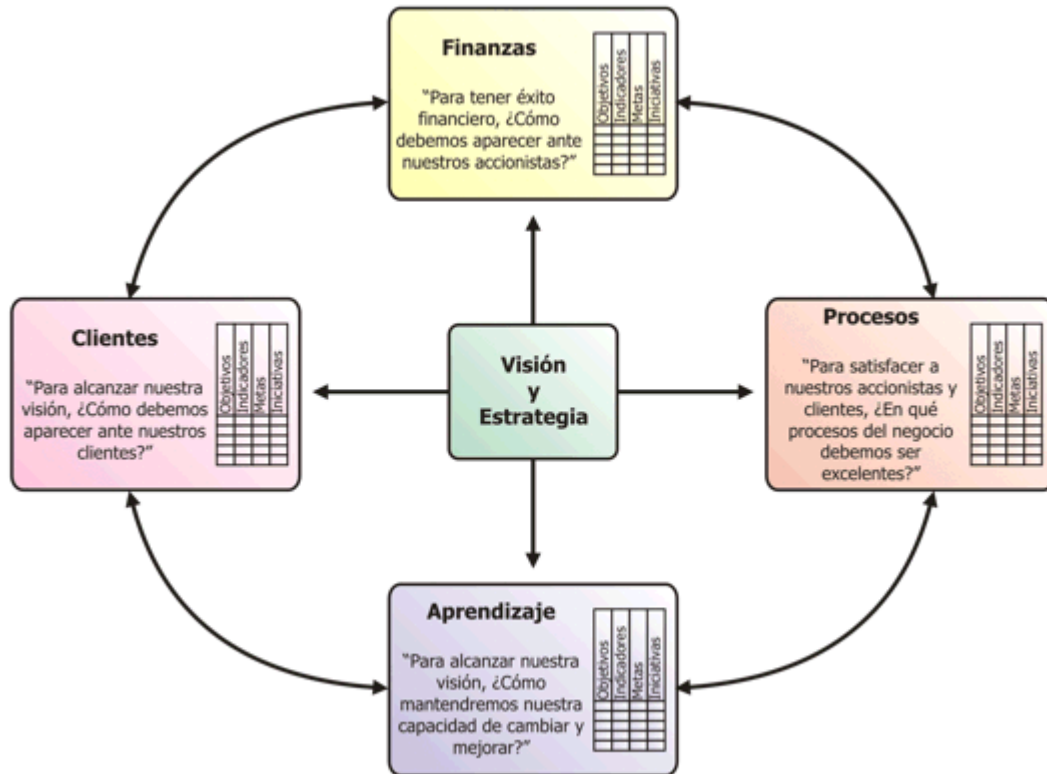 Finanzas
“Para tener éxito
financiero, ¿Cómo
debemos aparecer ante
nuestros accionistas?”
Objetivos
Indicadores
Metas
Iniciativas
Clientes
“Para alcanzar nuestra
visión, ¿Cómo debemos
aparecer ante nuestros
clientes?”
Objetivos
Indicadores
Metas
Iniciativas
Visión
y
Estrategia
Procesos
“Para satisfacer a
nuestros accionistas y
clientes, ¿En qué
procesos del negocio
debemos ser
excelentes?”
Objetivos
Indicadores
Metas
Iniciativas
Aprendizaje
“Para alcanzar nuestra
visión, ¿Cómo
mantendremos nuestra
capacidad de cambiar y
mejorar?”
Objetivos
Indicadores
Metas
Iniciativas